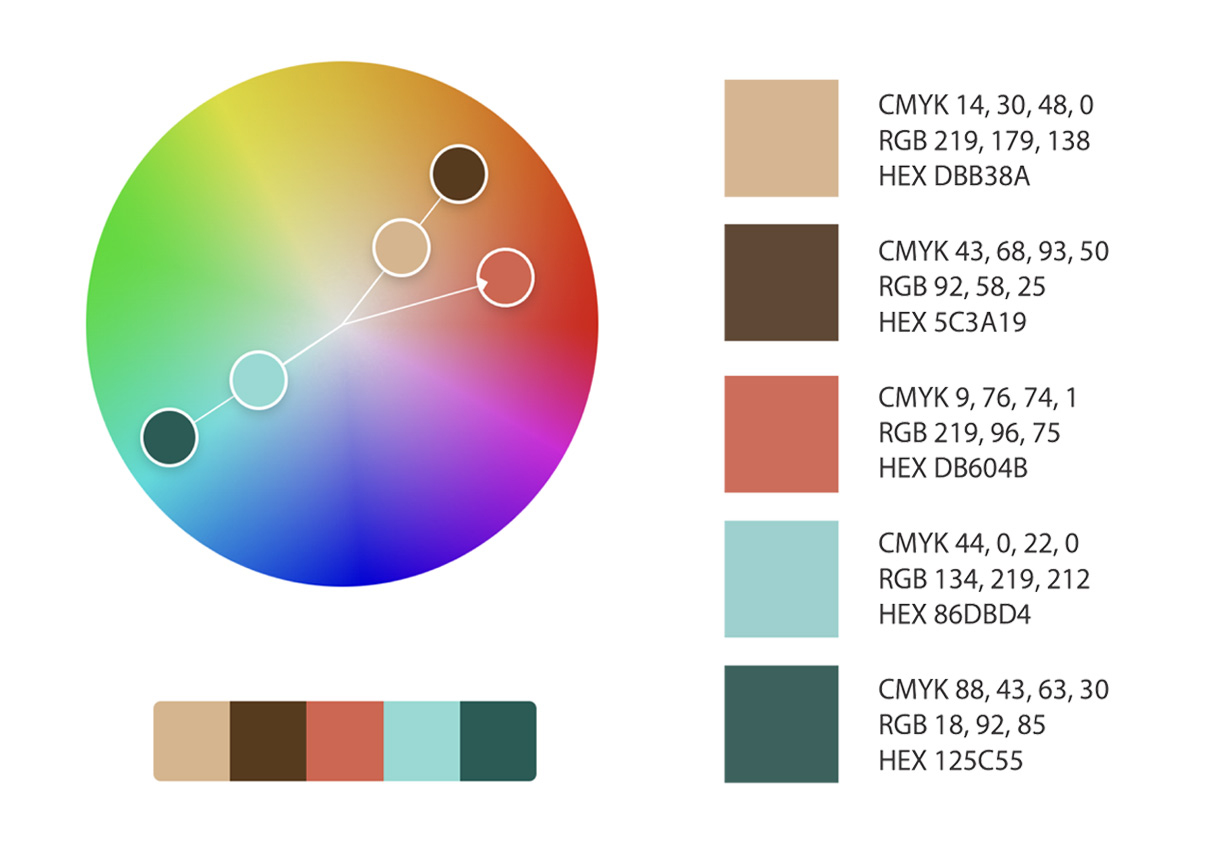 CMYK 14, 30, 48, 0
RGB 219, 179, 138
HEX DBB38A
CMYK 43, 68, 93, 50
RGB 92, 58, 25
HEX 5C3A19
CMYK 9, 76, 74, 1
RGB 219, 96, 75
HEX DB604B
CMYK 44, 0, 22, 0
RGB 134, 219, 212
HEX 86DBD4
CMYK 88, 43, 63, 30
RGB 18, 92, 85
HEX 125C55